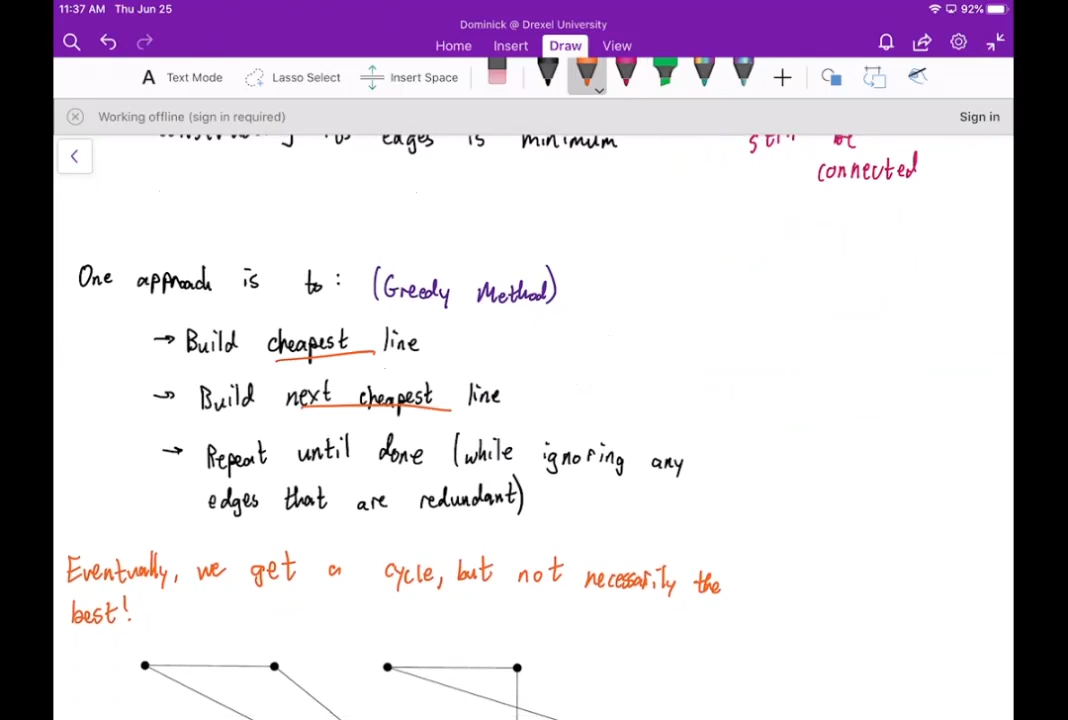 11:37 AM Thu Jun 25
92%
Dominick @ Drexel University
Home Insert Draw View
A Text Mode Lasso Select Insert Space
Working offline (sign in required) Sign in
edges is minimum
be
connected
One approach is to: (Greedy Method)
→ Build cheapest line
→ Build next cheapest line
→ Repeat until done (while ignoring any
edges that are redundant)
Eventually, we get a cycle, but not necessarily the
best!